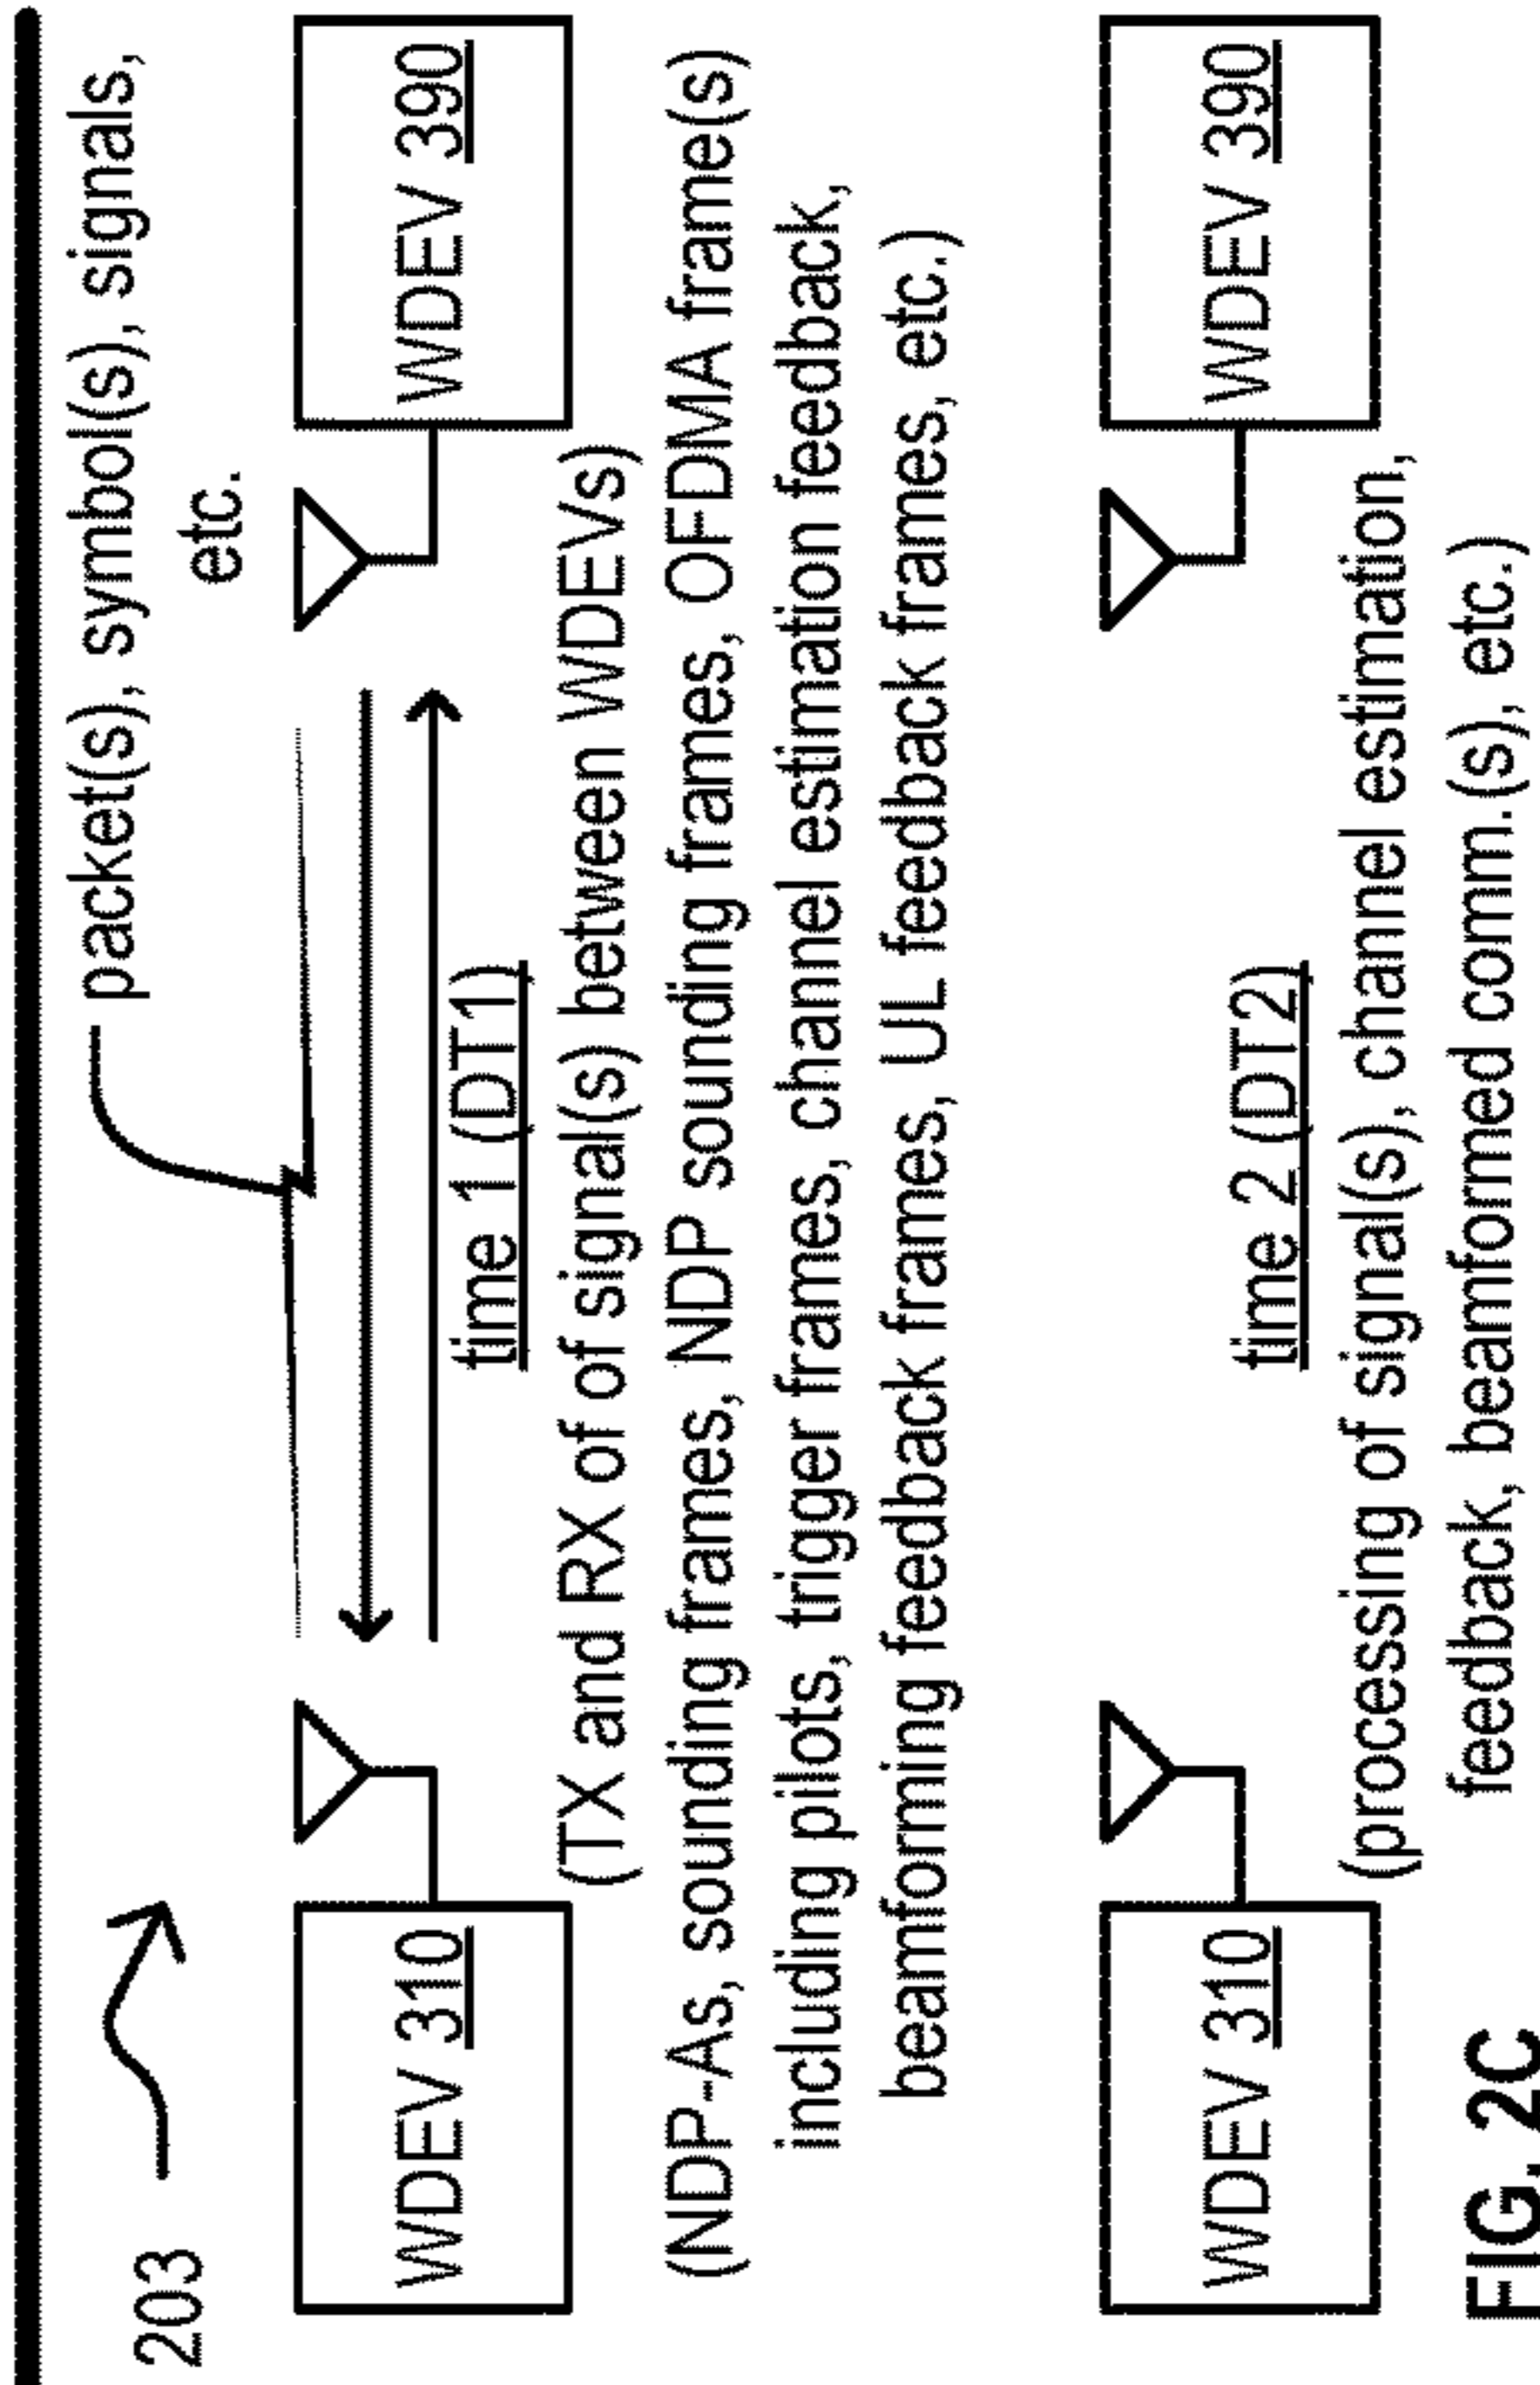 packet(s), symbol(s), signals,
etc.
203
WDEV 310
WDEV 390
time 1 (DT1)
(TX and RX of of signal(s) between WDEVs)
(NDP-As, sounding frames, NDP sounding frames, OFDMA frame(s)
including pilots, trigger frames, channel estimation feedback,
beamforming feedback frames, UL feedback frames, etc.)
WDEV 310
WDEV 390
time 2 (DT2)
(processing of signal(s), channel estimation,
feedback, beamformed comm.(s), etc.)
FIG. 2C